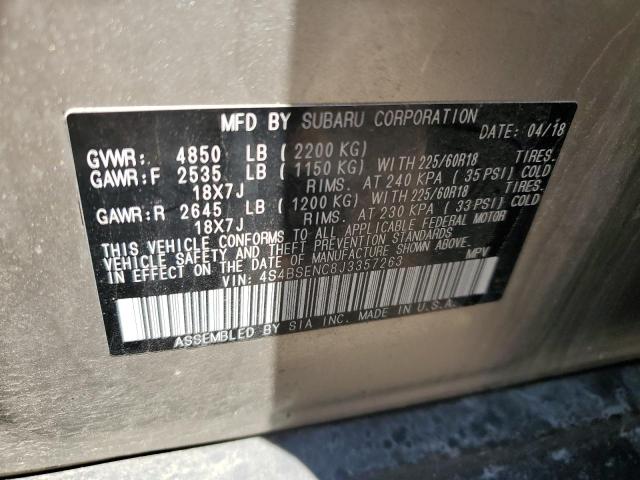 MFD BY SUBARU CORPORATION DATE: 04/18
GVWR: 4850 LB ( 2200 KG) TIRES.
GAWR:F 2535 LB ( 1150 KG) WITH 225/60R18
18X7J RIMS. AT 240 KPA ( 35 PSI) COLD
GAWR:R 2645 LB ( 1200 KG) WITH 225/60R18 TIRES.
18X7J RIMS. AT 230 KPA ( 33 PSI) COLD
THIS VEHICLE CONFORMS TO ALL APPLICABLE FEDERAL MOTOR
VEHICLE SAFETY AND THEFT PREVENTION STANDARDS
IN EFFECT ON THE DATE OF MANUFACTURE SHOWN ABOVE.
VIN: 4S4BSENC8J3357263 MPV
ASSEMBLED BY SIA INC. MADE IN U.S.A.